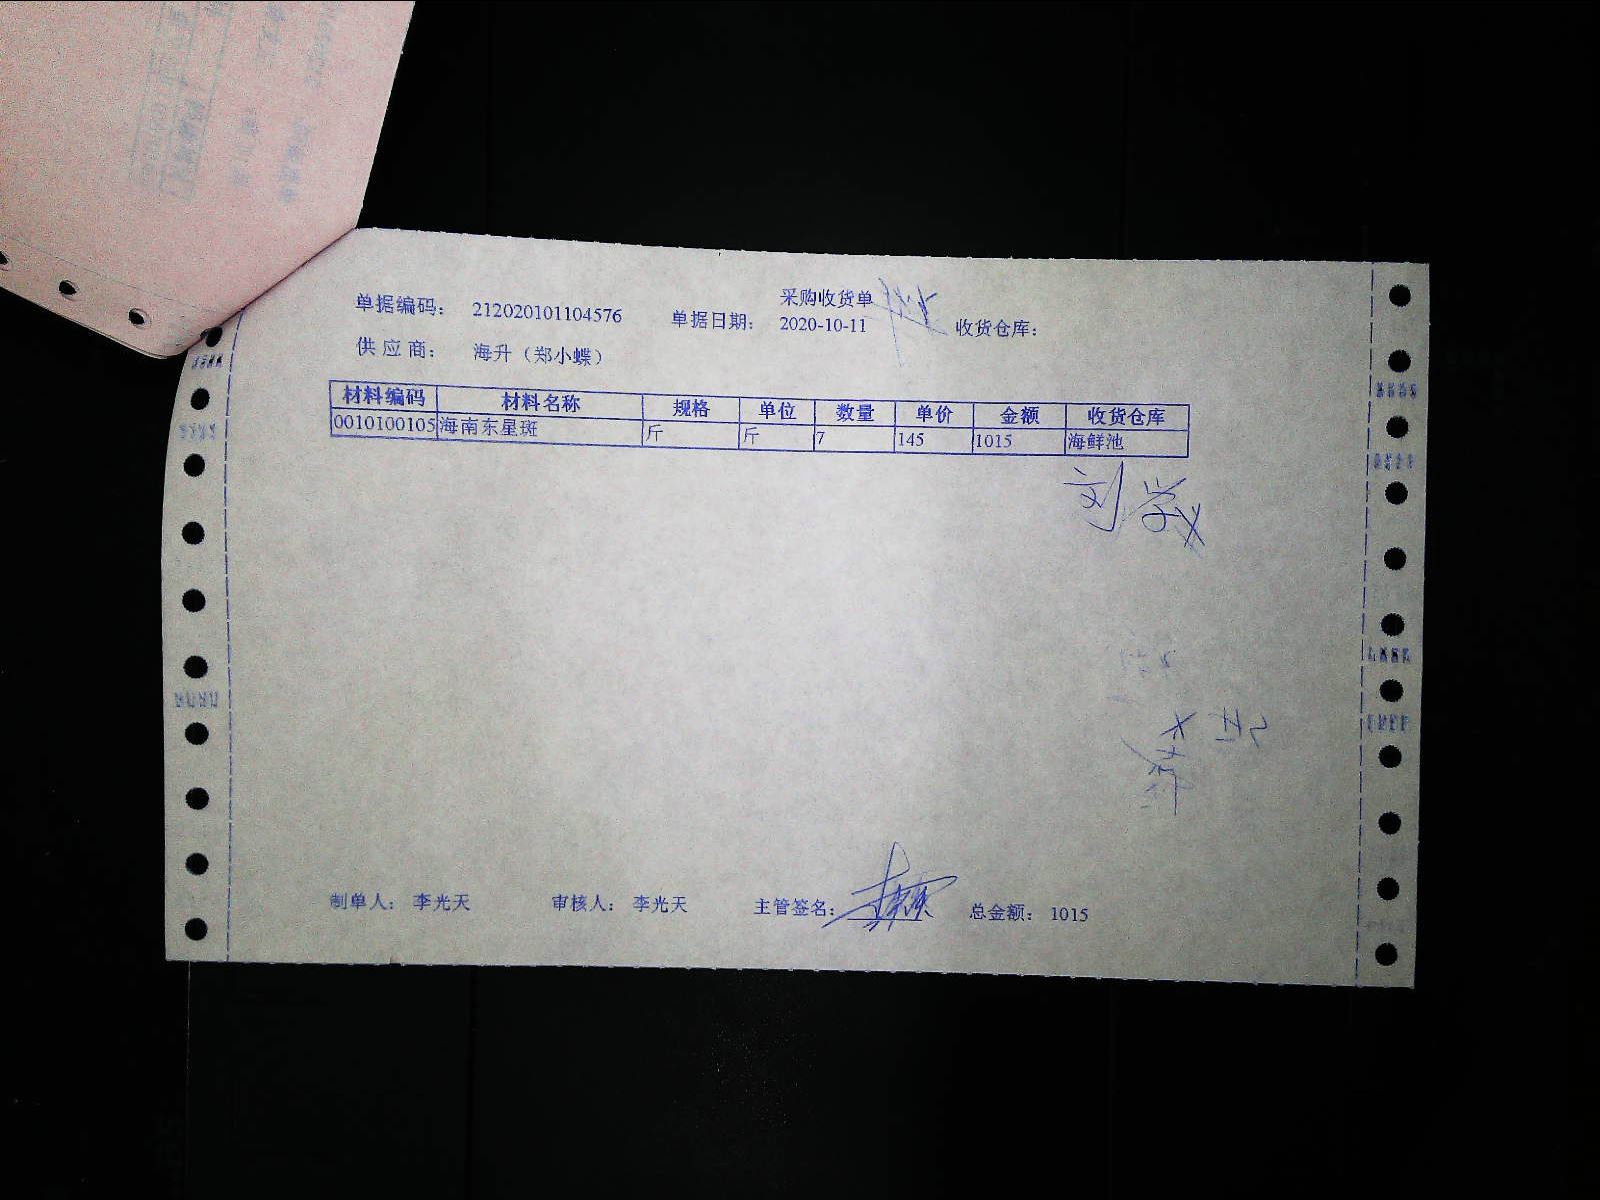 采购收货单
单据编码： 212020101104576 单据日期： 2020-10-11 收货仓库：
供应商： 海升（郑小蝶）
材料编码 材料名称 规格 单位 数量 单价 金额 收货仓库
0010100105 海南东星斑 斤 斤 7 145 1015 海鲜池
刘学义
制单人： 李光天 审核人： 李光天 主管签名： 总金额： 1015